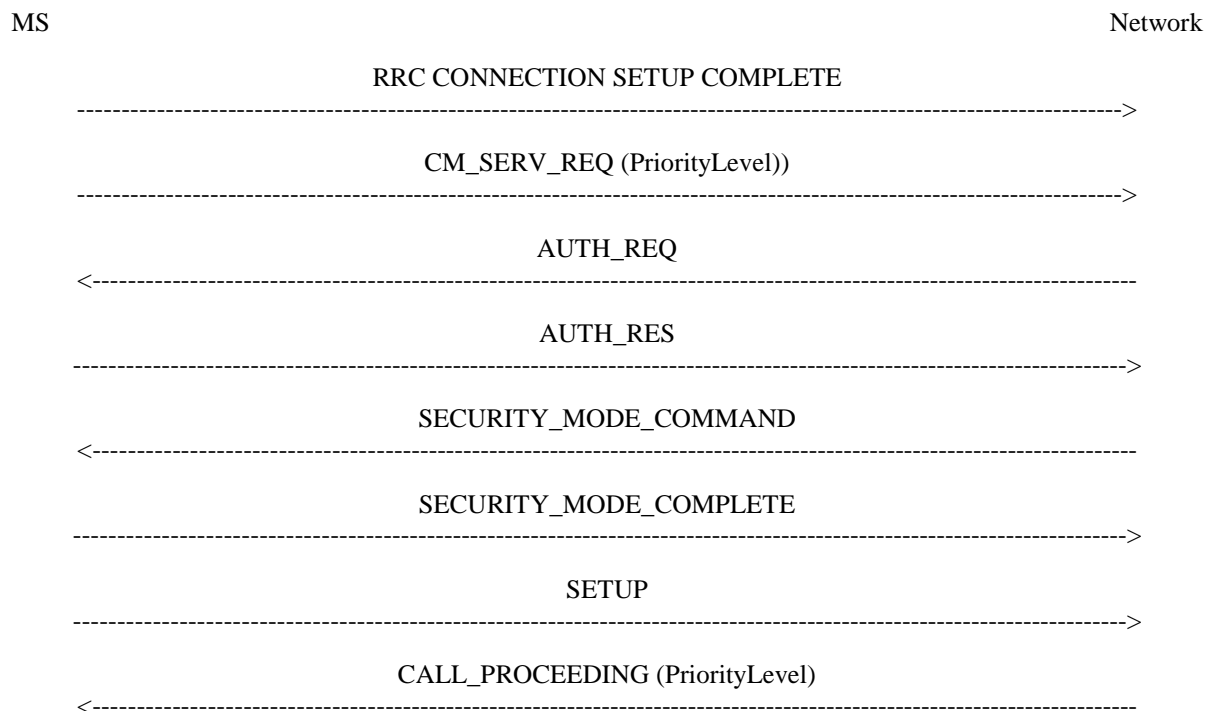 MS Network
RRC CONNECTION SETUP COMPLETE
-------------------------------------------------------------------------------------------------------------------->
CM_SERV_REQ (PriorityLevel))
-------------------------------------------------------------------------------------------------------------------->
AUTH_REQ
<--------------------------------------------------------------------------------------------------------------------
AUTH_RES
--------------------------------------------------------------------------------------------------------------------->
SECURITY_MODE_COMMAND
<--------------------------------------------------------------------------------------------------------------------
SECURITY_MODE_COMPLETE
--------------------------------------------------------------------------------------------------------------------->
SETUP
--------------------------------------------------------------------------------------------------------------------->
CALL_PROCEEDING (PriorityLevel)
<--------------------------------------------------------------------------------------------------------------------